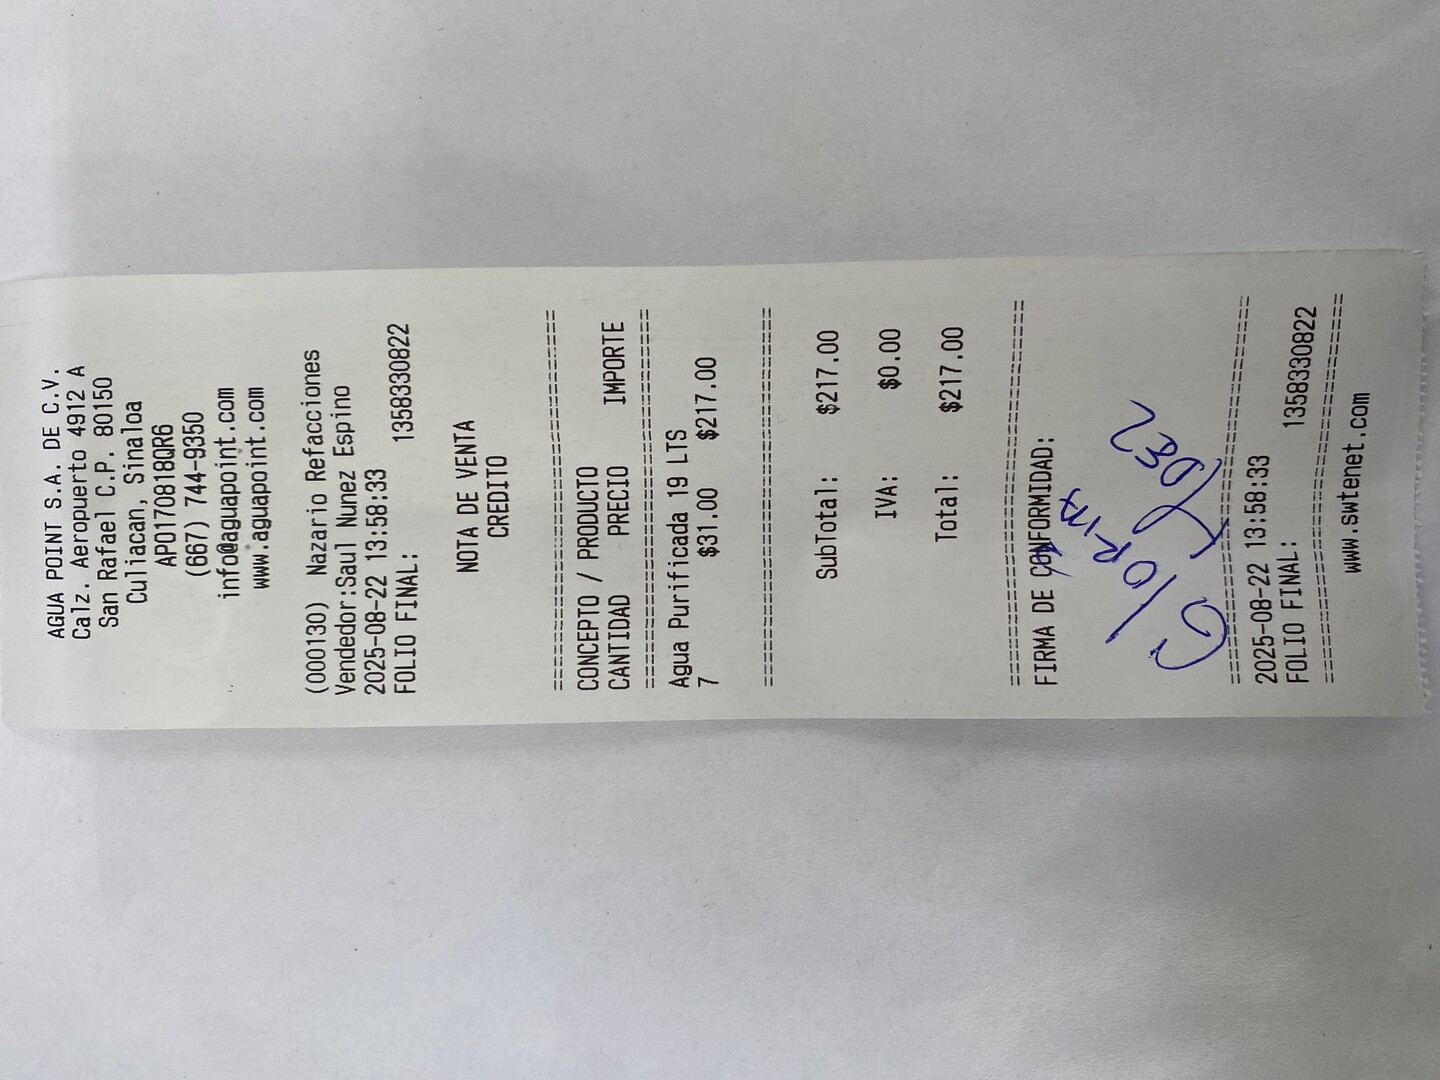 AGUA POINT S.A. DE C.V.
Calz. Aeropuerto 4912 A
San Rafael C.P. 80150
Culiacan, Sinaloa
APO170818QR6
(667) 744-9350
info@aguapoint.com
www.aguapoint.com
(000130) Nazario Refacciones
Vendedor:Saul Nunez Espino
2025-08-22 13:58:33
FOLIO FINAL: 1358330822
NOTA DE VENTA
CREDITO
================================
CONCEPTO / PRODUCTO
CANTIDAD PRECIO IMPORTE
================================
Agua Purificada 19 LTS
7 $31.00 $217.00
================================
SubTotal: $217.00
IVA: $0.00
Total: $217.00
================================
FIRMA DE CONFORMIDAD:
GlORITA
================================
2025-08-22 13:58:33
FOLIO FINAL: 1358330822
================================
www.swtenet.com